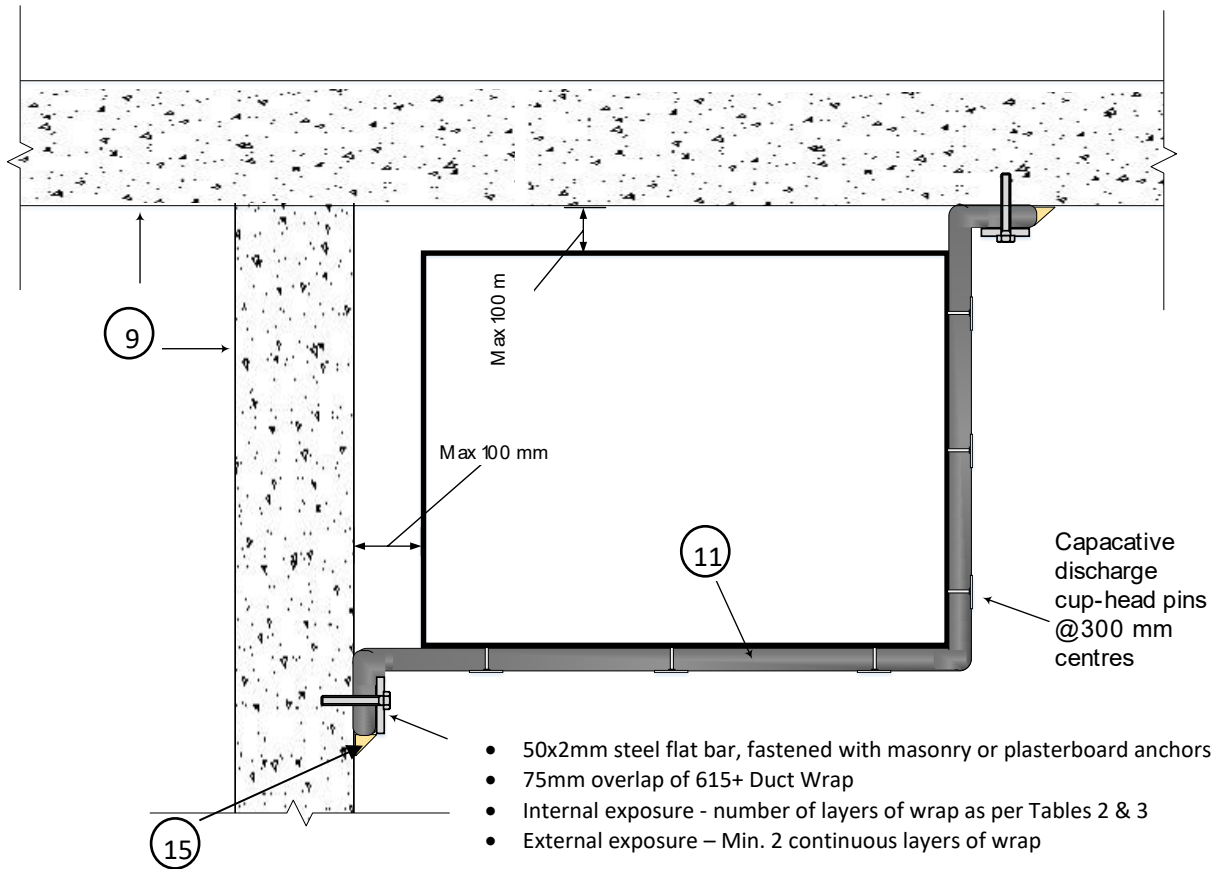 9
Max 100 m
Max 100 mm
11
Capacative
discharge
cup-head pins
@300 mm
centres
• 50x2mm steel flat bar, fastened with masonry or plasterboard anchors
• 75mm overlap of 615+ Duct Wrap
• Internal exposure - number of layers of wrap as per Tables 2 & 3
• External exposure – Min. 2 continuous layers of wrap
15